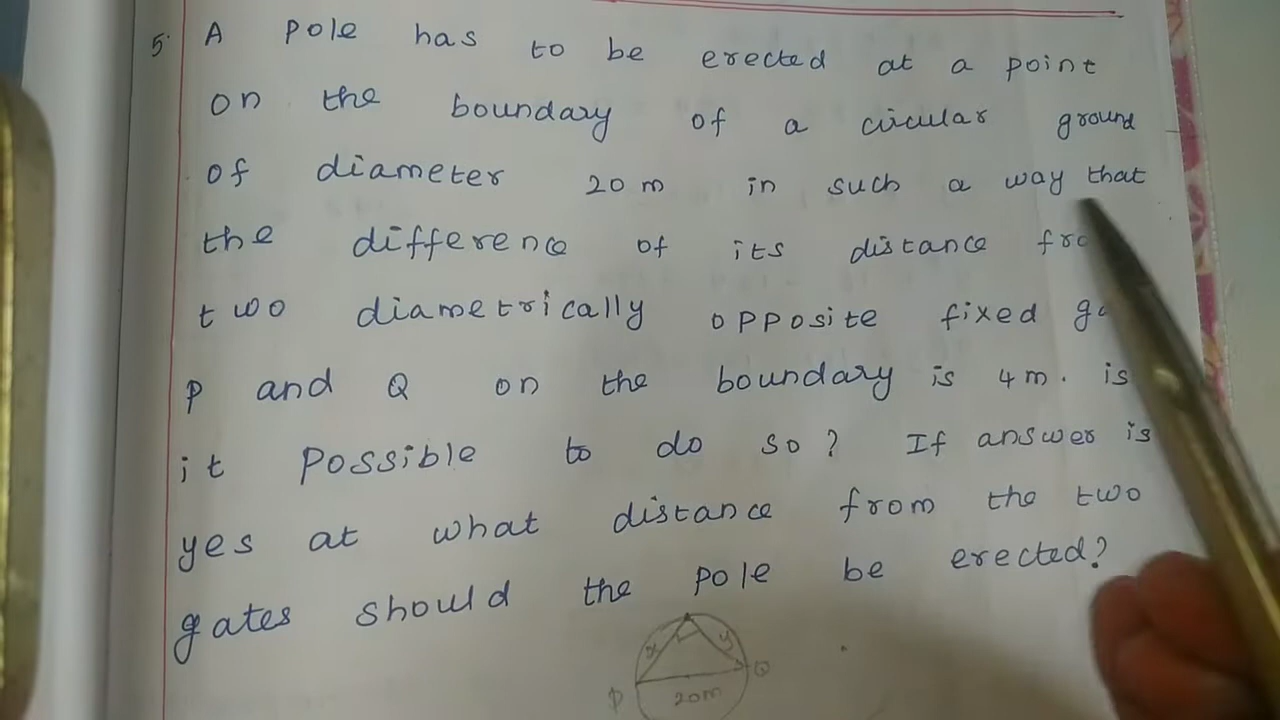 5. A pole has to be erected at a point
on the boundary of a circular ground
of diameter 20 m in such a way that
the difference of its distance
two diametrically opposite fixed
P and Q on the boundary is 4 m. is
it possible to do so? If answer is
yes at what distance from the two
gates should the pole be erected?
x y
P 20m Q